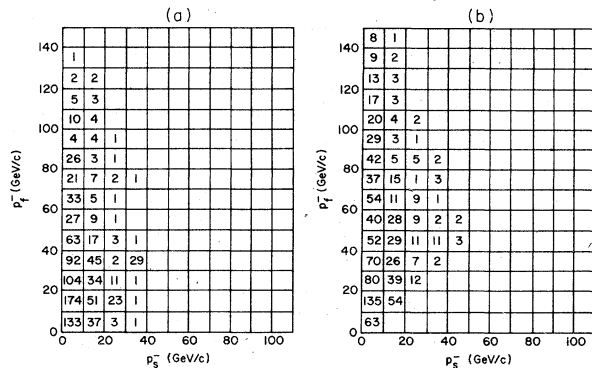 (a)
140
1
2 2
120
5 3
10 4
100
4 4 1
26 3 1
80
21 7 2 1
33 5 1
60
27 9 1
63 17 3 1
40
92 45 2 29
104 34 11 1
20
174 51 23 1
133 37 3 1
0
0 20 40 60 80 100
p_s^- (GeV/c)
p_f^- (GeV/c)
(b)
8 1
140
9 2
13 3
120
17 3
20 4 2
100
29 3 1
42 5 5 2
80
37 15 1 3
54 11 9 1
60
40 28 9 2 2
52 29 11 11 3
40
70 26 7 2
80 39 12
20
135 54
63
0
0 20 40 60 80 100
p_s^- (GeV/c)
p_f^- (GeV/c)